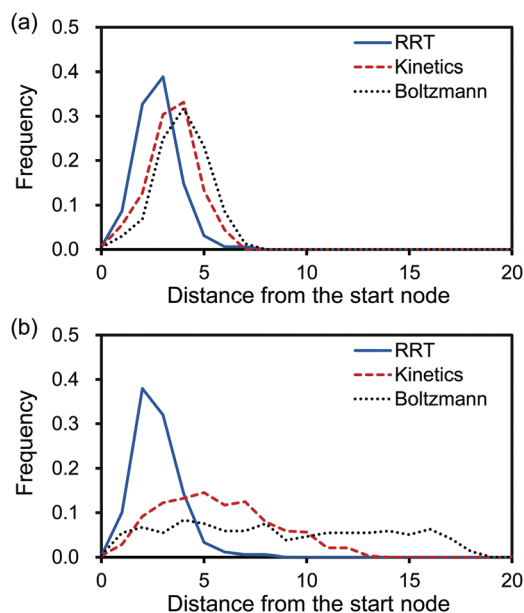 (a)
0.5
0.4
0.3
0.2
0.1
0.0
Frequency
RRT
Kinetics
Boltzmann
0 5 10 15 20
Distance from the start node
(b)
0.5
0.4
0.3
0.2
0.1
0.0
Frequency
RRT
Kinetics
Boltzmann
0 5 10 15 20
Distance from the start node